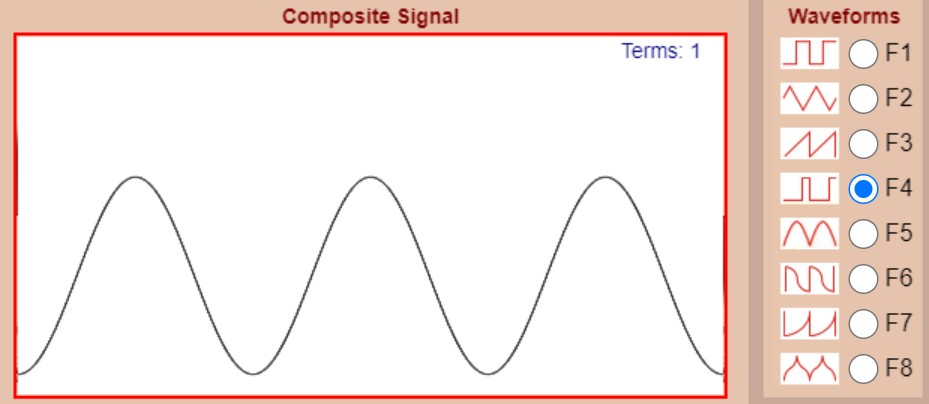 Composite Signal
Terms: 1
Waveforms
F1
F2
F3
F4
F5
F6
F7
F8